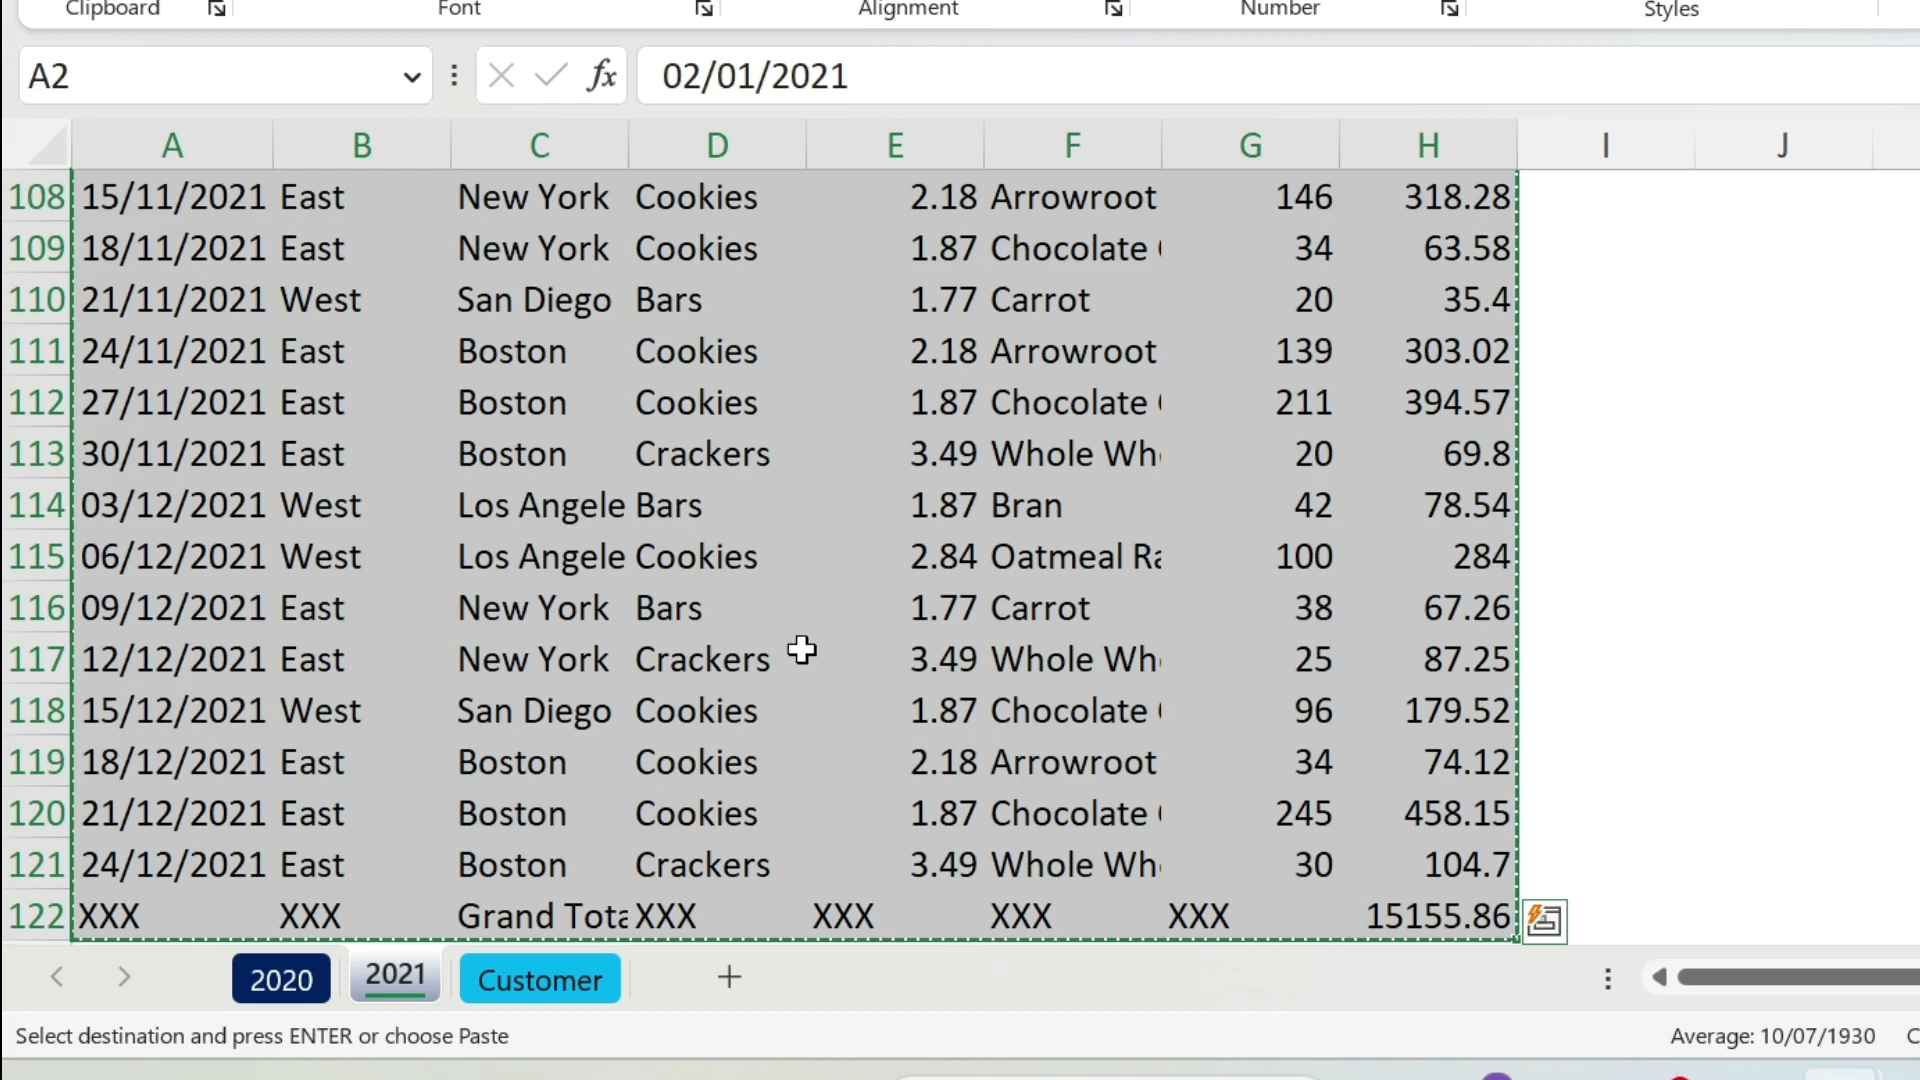 Clipboard Font Alignment Number Styles
A2 fx 02/01/2021
A B C D E F G H I J
108 15/11/2021 East New York Cookies 2.18 Arrowroot 146 318.28
109 18/11/2021 East New York Cookies 1.87 Chocolate 34 63.58
110 21/11/2021 West San Diego Bars 1.77 Carrot 20 35.4
111 24/11/2021 East Boston Cookies 2.18 Arrowroot 139 303.02
112 27/11/2021 East Boston Cookies 1.87 Chocolate 211 394.57
113 30/11/2021 East Boston Crackers 3.49 Whole Wh 20 69.8
114 03/12/2021 West Los Angele Bars 1.87 Bran 42 78.54
115 06/12/2021 West Los Angele Cookies 2.84 Oatmeal Ra 100 284
116 09/12/2021 East New York Bars 1.77 Carrot 38 67.26
117 12/12/2021 East New York Crackers 3.49 Whole Wh 25 87.25
118 15/12/2021 West San Diego Cookies 1.87 Chocolate 96 179.52
119 18/12/2021 East Boston Cookies 2.18 Arrowroot 34 74.12
120 21/12/2021 East Boston Cookies 1.87 Chocolate 245 458.15
121 24/12/2021 East Boston Crackers 3.49 Whole Wh 30 104.7
122 XXX XXX Grand Tota XXX XXX XXX XXX 15155.86
2020 2021 Customer +
Select destination and press ENTER or choose Paste Average: 10/07/1930